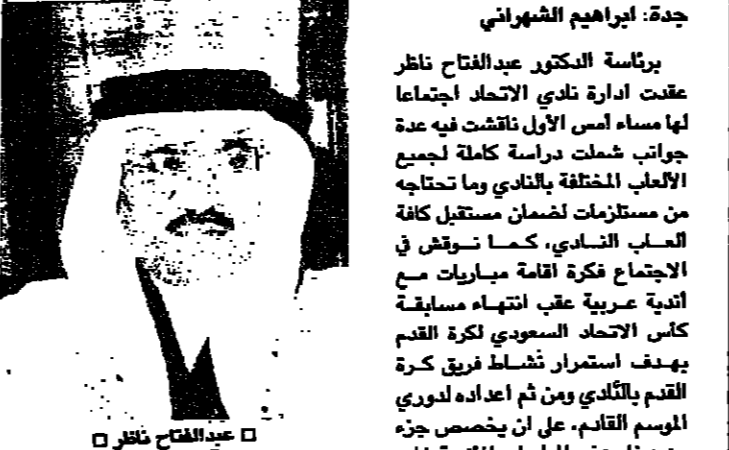 جدة: ابراهيم الشهراني
برئاسة الدكتور عبدالفتاح ناظر
عقدت ادارة نادي الاتحاد اجتماعا
لها مساء أمس الأول ناقشت فيه عدة
جوانب شملت دراسة كاملة لجميع
الألعاب المختلفة بالنادي وما تحتاجه
من مستلزمات لضمان مستقبل كافة
ألعاب النادي، كما نوقش في
الاجتماع فكرة اقامة مباريات مع
أندية عربية عقب انتهاء مسابقة
كأس الاتحاد السعودي لكرة القدم
بهدف استمرار نشاط فريق كرة
القدم بالنادي ومن ثم اعداده لدوري
الموسم القادم، على ان يخصص جزء
عبدالفتاح ناظر